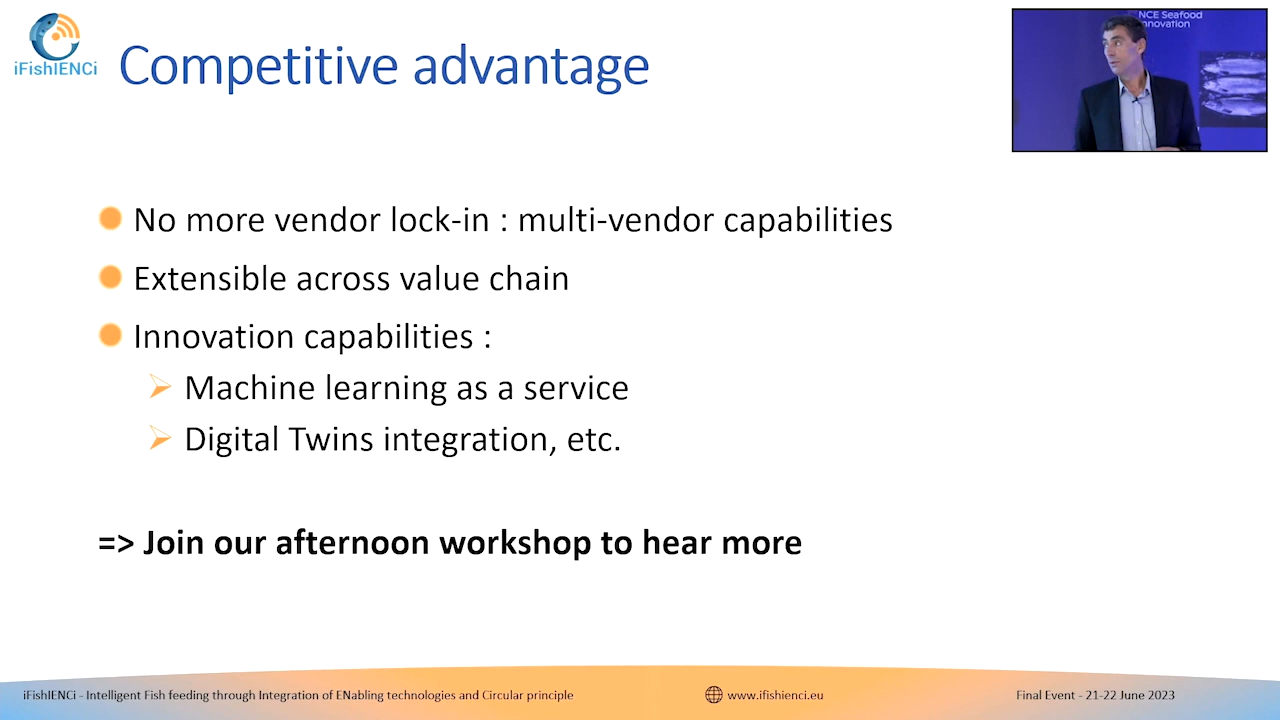 iFishIENCi
Competitive advantage
NCE Seafood
Innovation
No more vendor lock-in : multi-vendor capabilities
Extensible across value chain
Innovation capabilities :
Machine learning as a service
Digital Twins integration, etc.
=> Join our afternoon workshop to hear more
iFishIENCi - Intelligent Fish feeding through Integration of ENabling technologies and Circular principle
www.ifishienci.eu
Final Event - 21-22 June 2023